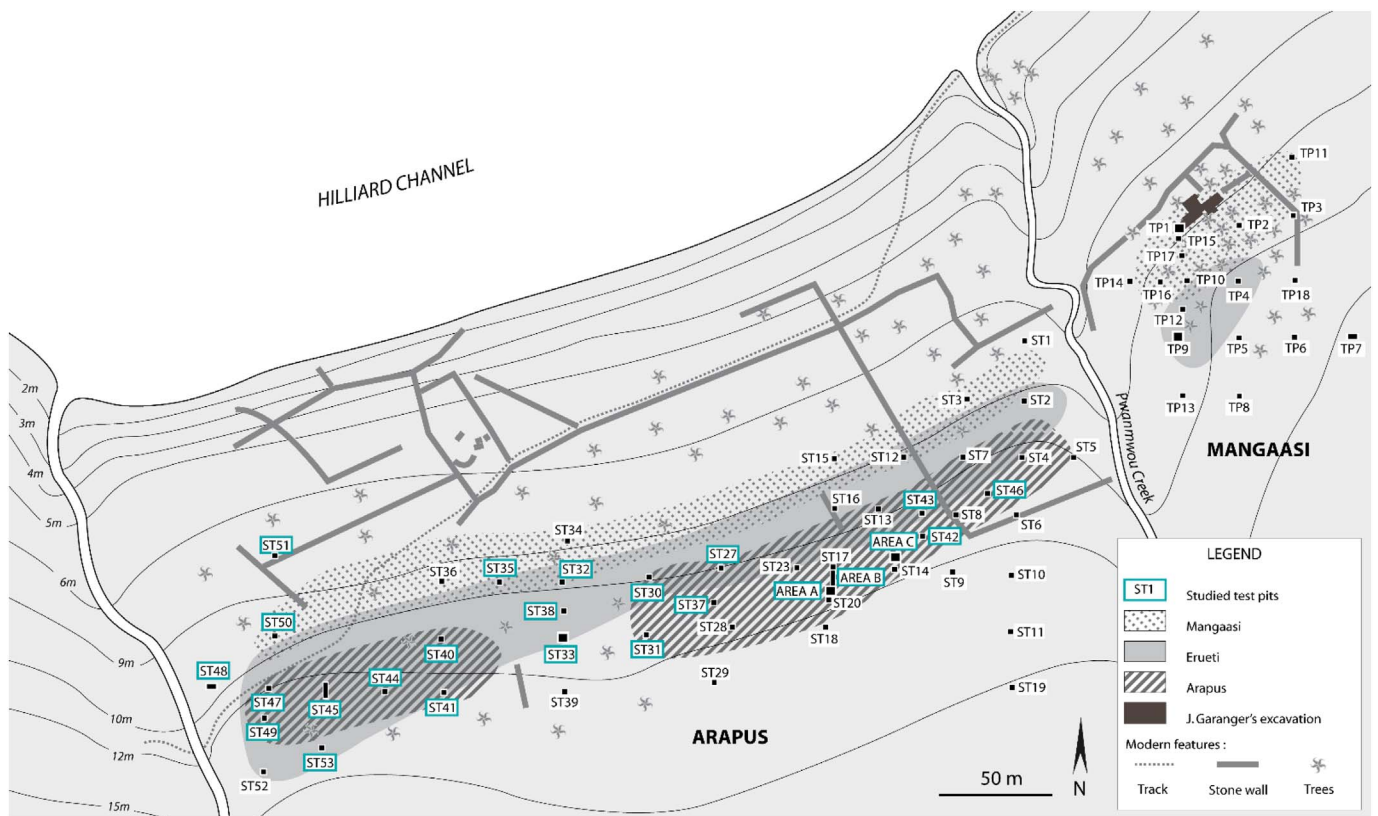 HILLIARD CHANNEL
TP11
TP3
TP1
TP2
TP15
TP17
TP14
TP16
TP10
TP4
TP18
TP12
TP9
TP5
TP6
TP7
TP13
TP8
MANGAASI
Pwanmwou Creek
ST1
2m
3m
4m
5m
6m
9m
10m
12m
15m
ST3
ST2
ST15
ST12
ST7
ST4
ST5
ST46
ST16
ST13
ST43
ST8
ST6
ST51
ST34
AREA C
ST42
ST36
ST35
ST32
ST30
ST27
ST23
ST17
AREA B
ST14
ST9
ST10
AREA A
ST20
ST50
ST38
ST37
ST40
ST33
ST31
ST28
ST18
ST11
ST48
ST47
ST45
ST44
ST41
ST39
ST29
ST19
ST49
ST53
ST52
ARAPUS
50 m
N
LEGEND
ST1 Studied test pits
Mangaasi
Erueti
Arapus
J. Garanger's excavation
Modern features :
Track Stone wall Trees